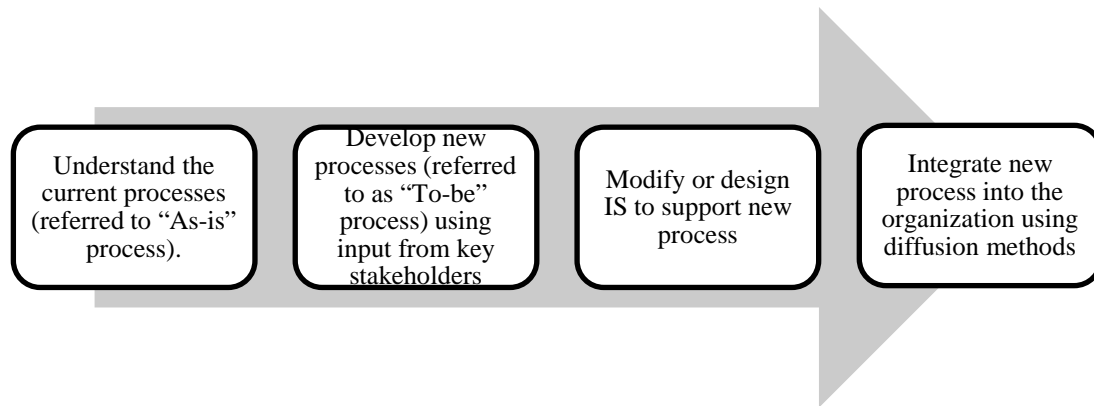 Understand the
current processes
(referred to “As-is”
process).
Develop new
processes (referred
to as “To-be”
process) using
input from key
stakeholders
Modify or design
IS to support new
process
Integrate new
process into the
organization using
diffusion methods